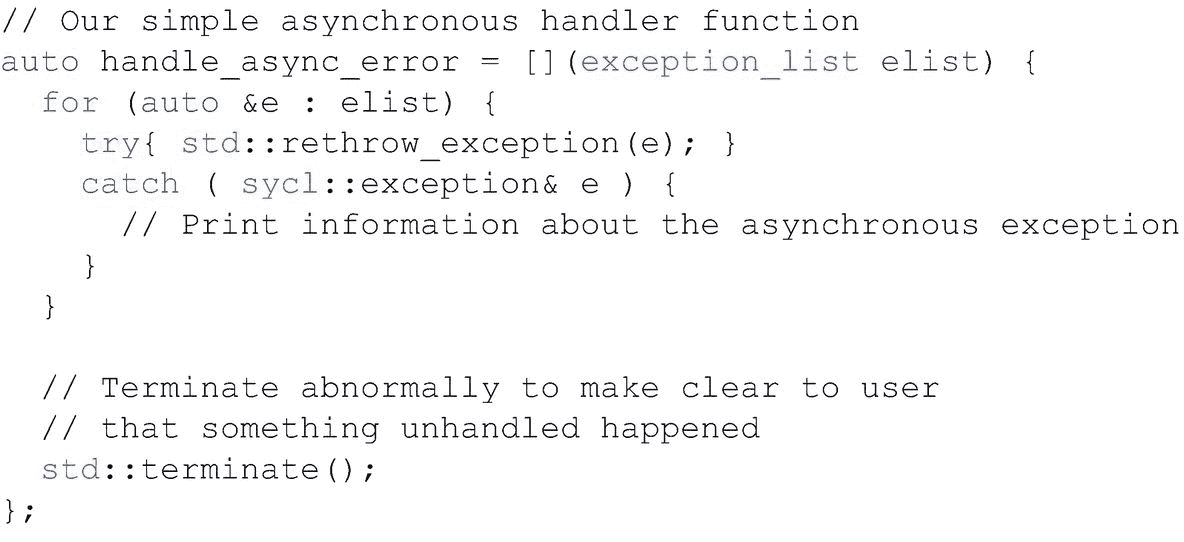 // Our simple asynchronous handler function
auto handle_async_error = [](exception_list elist) {
  for (auto &e : elist) {
    try{ std::rethrow_exception(e); }
    catch ( sycl::exception& e ) {
      // Print information about the asynchronous exception
    }
  }

  // Terminate abnormally to make clear to user
  // that something unhandled happened
  std::terminate();
};